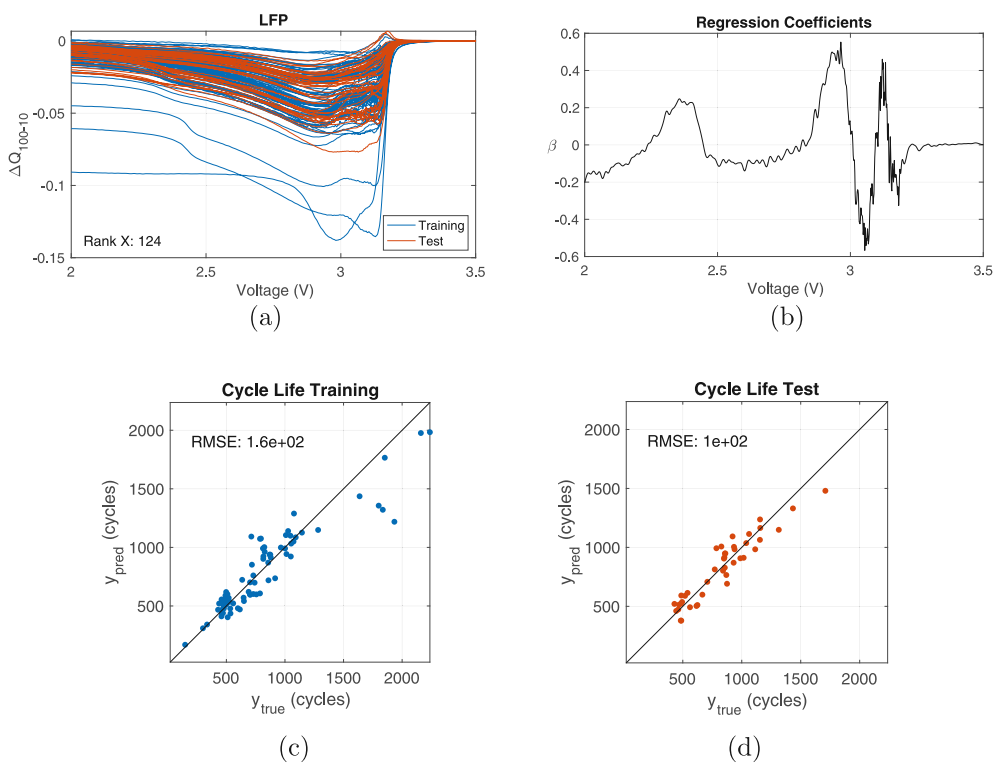 LFP
0
-0.05
-0.1
-0.15
ΔQ100-10
Rank X: 124
Training
Test
2
2.5
3
3.5
Voltage (V)
(a)
Regression Coefficients
0.6
0.4
0.2
0
-0.2
-0.4
-0.6
β
2
2.5
3
3.5
Voltage (V)
(b)
Cycle Life Training
RMSE: 1.6e+02
2000
1500
1000
500
ypred (cycles)
500
1000
1500
2000
ytrue (cycles)
(c)
Cycle Life Test
RMSE: 1e+02
2000
1500
1000
500
ypred (cycles)
500
1000
1500
2000
ytrue (cycles)
(d)